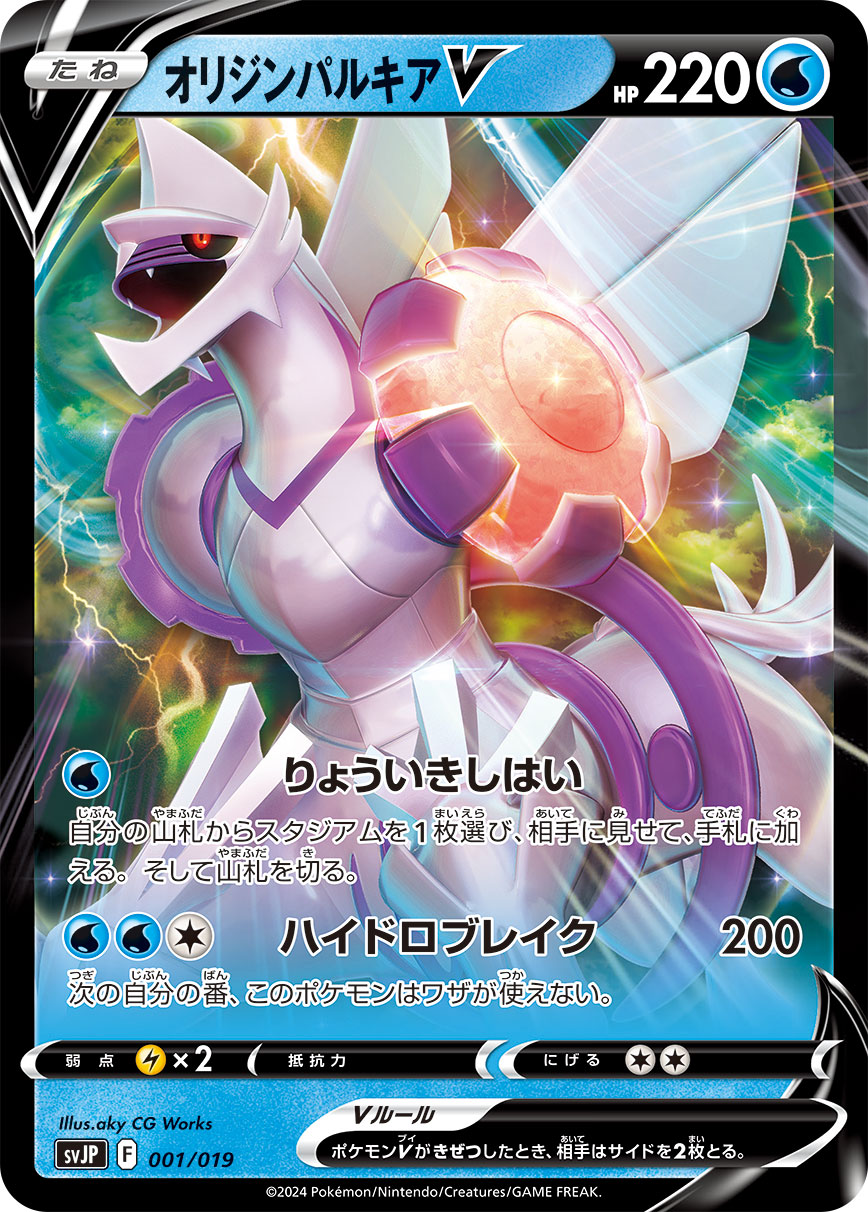 たね
オリジンパルキアV
HP 220
りょういきしはい
自分の山札からスタジアムを1枚選び、相手に見せて、手札に加
える。そして山札を切る。
ハイドロブレイク 200
次の自分の番、このポケモンはワザが使えない。
弱点 ×2 抵抗力 にげる
Illus.aky CG Works
Vルール
ポケモンVがきぜつしたとき、相手はサイドを2枚とる。
svJP F 001/019
©2024 Pokémon/Nintendo/Creatures/GAME FREAK.